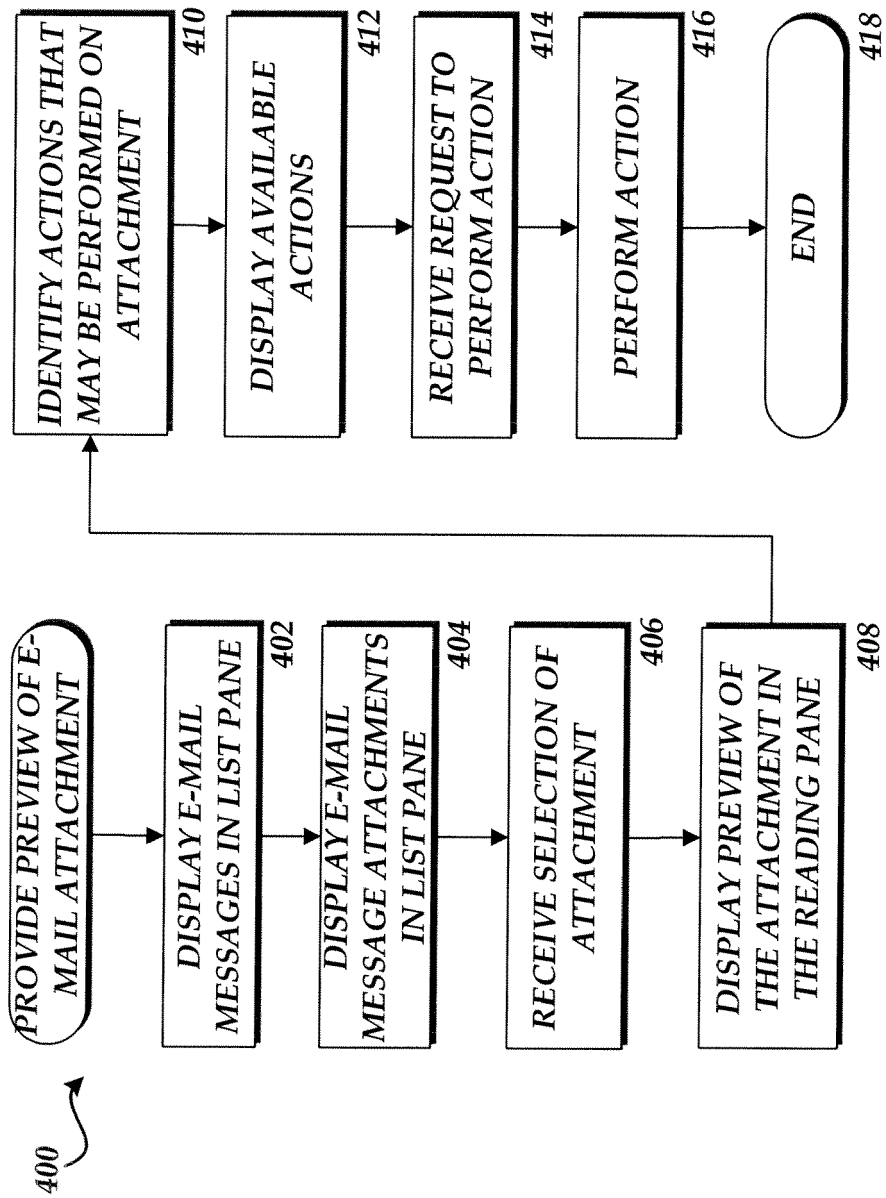 400
PROVIDE PREVIEW OF E-
MAIL ATTACHMENT
DISPLAY E-MAIL
MESSAGES IN LIST PANE
402
DISPLAY E-MAIL
MESSAGE ATTACHMENTS
IN LIST PANE
404
RECEIVE SELECTION OF
ATTACHMENT
406
DISPLAY PREVIEW OF
THE ATTACHMENT IN
THE READING PANE
408
IDENTIFY ACTIONS THAT
MAY BE PERFORMED ON
ATTACHMENT
410
DISPLAY AVAILABLE
ACTIONS
412
RECEIVE REQUEST TO
PERFORM ACTION
414
PERFORM ACTION
416
END
418